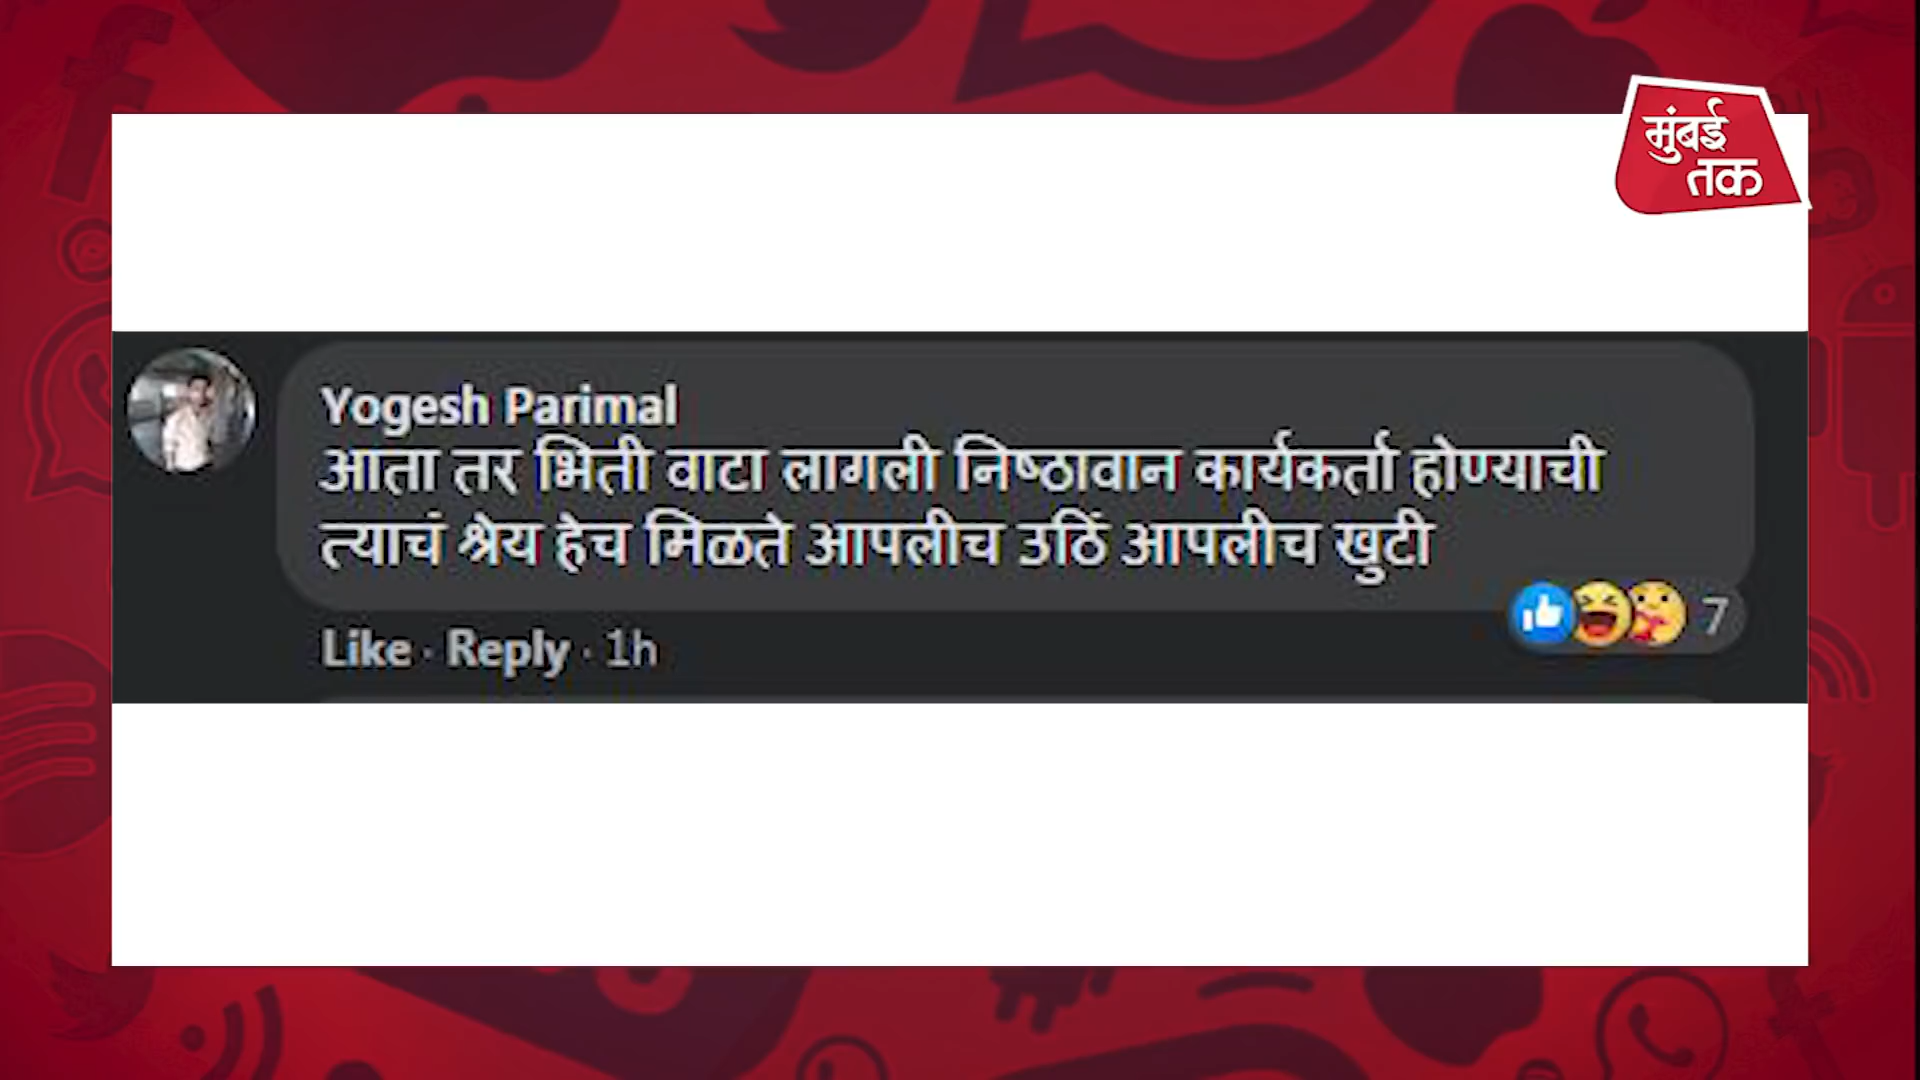 मुंबई
तक
Yogesh Parimal
आता तर भिती वाटा लागली निष्ठावान कार्यकर्ता होण्याची
त्याचं श्रेय हेच मिळते आपलीच उठिं आपलीच खुटी
7
Like · Reply · 1h